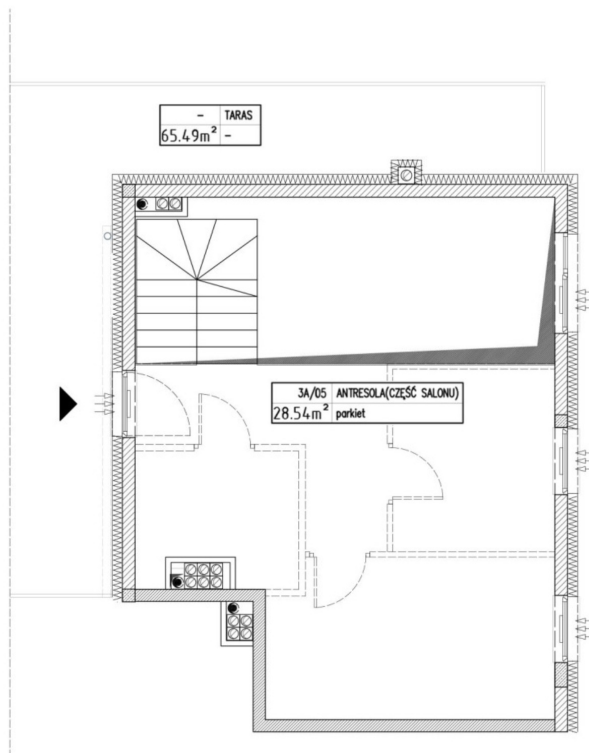 - TARAS
65.49m² -
3A/05 ANTRESOLA(CZĘŚĆ SALONU)
28.54m² parkiet